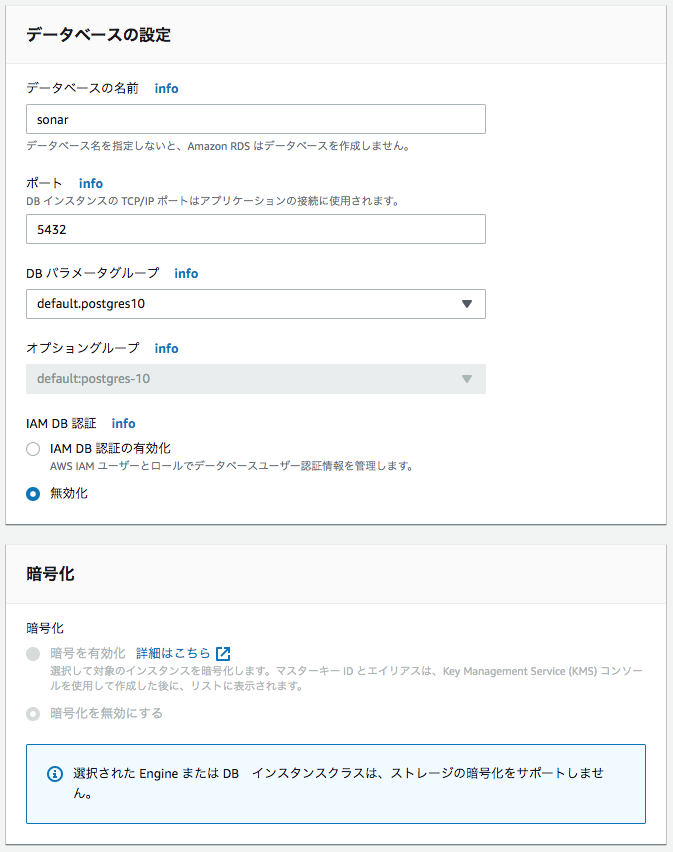 データベースの設定
データベースの名前 info
sonar
データベース名を指定しないと、Amazon RDS はデータベースを作成しません。
ポート info
DB インスタンスの TCP/IP ポートはアプリケーションの接続に使用されます。
5432
DB パラメータグループ info
default.postgres10
オプショングループ info
default:postgres-10
IAM DB 認証 info
IAM DB 認証の有効化
AWS IAM ユーザーとロールでデータベースユーザー認証情報を管理します。
無効化
暗号化
暗号化
暗号を有効化 詳細はこちら
選択して対象のインスタンスを暗号化します。マスターキー ID とエイリアスは、Key Management Service (KMS) コンソー
ルを使用して作成した後に、リストに表示されます。
暗号化を無効にする
選択された Engine または DB　インスタンスクラスは、ストレージの暗号化をサポートしませ
ん。